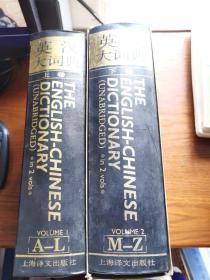 英汉
大词典
上卷
THE
ENGLISH-CHINESE
DICTIONARY
(UNABRIDGED)
in 2 vols
VOLUME 1
A-L
上海译文出版社
英汉
大词典
THE
ENGLISH-CHINESE
DICTIONARY
(UNABRIDGED)
in 2 vols
VOLUME 2
M-Z
上海译文出版社